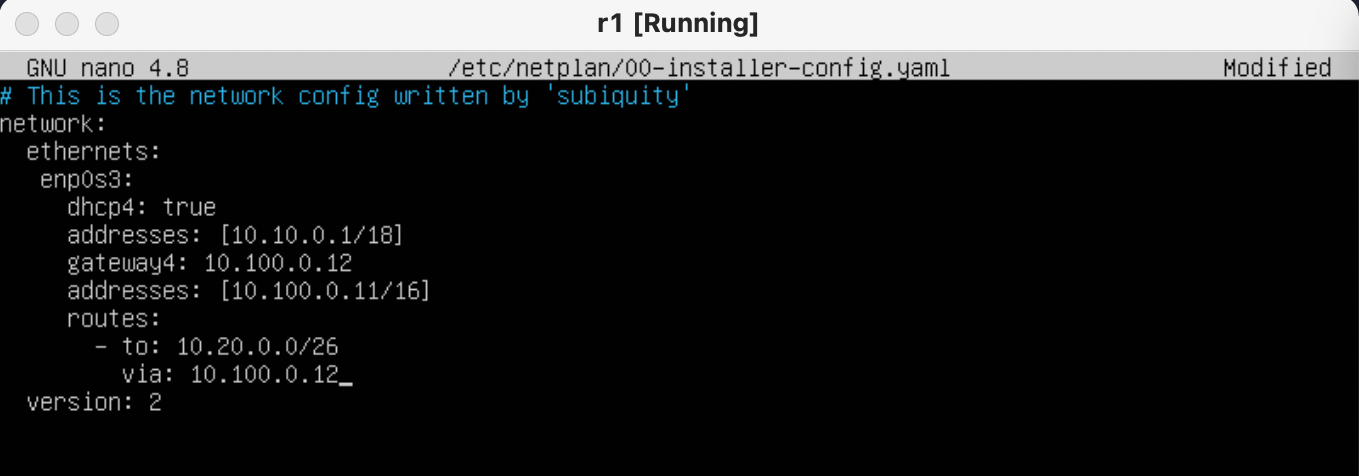 r1 [Running]
GNU nano 4.8 /etc/netplan/00-installer-config.yaml Modified
# This is the network config written by 'subiquity'
network:
  ethernets:
   enp0s3:
     dhcp4: true
     addresses: [10.10.0.1/18]
     gateway4: 10.100.0.12
     addresses: [10.100.0.11/16]
     routes:
       - to: 10.20.0.0/26
         via: 10.100.0.12_
  version: 2